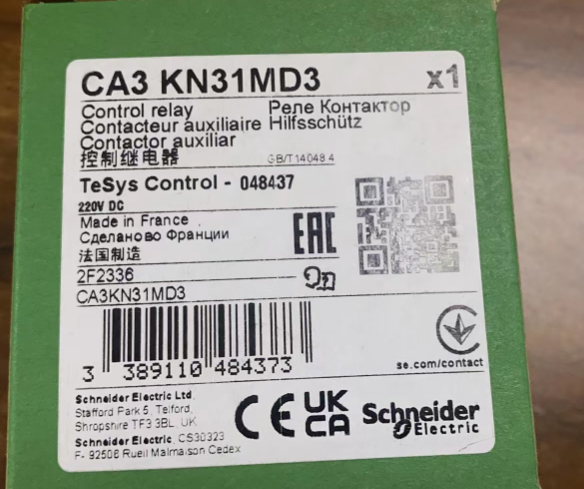 CA3 KN31MD3 x1
Control relay Реле Контактор
Contacteur auxiliaire Hilfsschütz
Contactor auxiliar
控制继电器 GB/T14048.4
TeSys Control - 048437
220V DC
Made in France
Сделаново Франции
法国制造
EAC
2F2336
CA3KN31MD3
3 389110 484373
se.com/contact
Schneider Electric Ltd
Stafford Park 5, Telford,
Shropshire TF3 3BL, UK
Schneider Electric, CS30323
F- 92506 Rueil Malmaison Cedex
CE UK CA
Schneider Electric